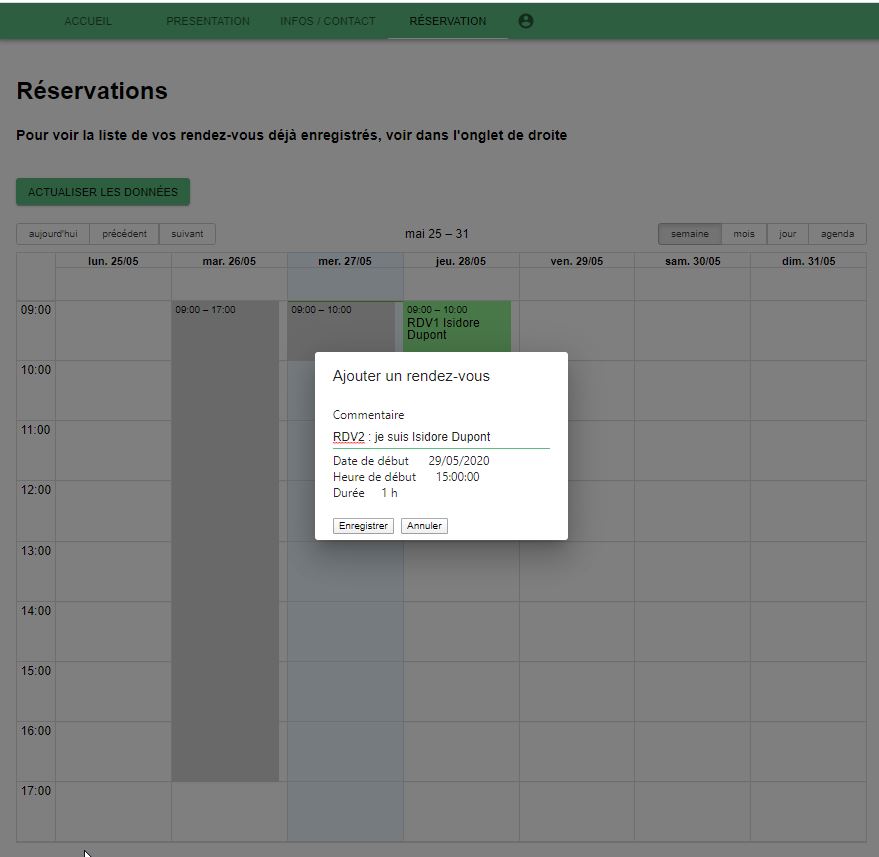 ACCUEIL PRESENTATION INFOS / CONTACT RÉSERVATION
Réservations
Pour voir la liste de vos rendez-vous déjà enregistrés, voir dans l'onglet de droite
ACTUALISER LES DONNÉES
aujourd'hui précédent suivant mai 25 – 31 semaine mois jour agenda
lun. 25/05 mar. 26/05 mer. 27/05 jeu. 28/05 ven. 29/05 sam. 30/05 dim. 31/05
09:00 09:00 – 17:00 09:00 – 10:00 09:00 – 10:00
RDV1 Isidore
Dupont
10:00
Ajouter un rendez-vous
11:00
Commentaire
RDV2 : je suis Isidore Dupont
Date de début 29/05/2020
Heure de début 15:00:00
12:00
Durée 1 h
Enregistrer Annuler
13:00
14:00
15:00
16:00
17:00